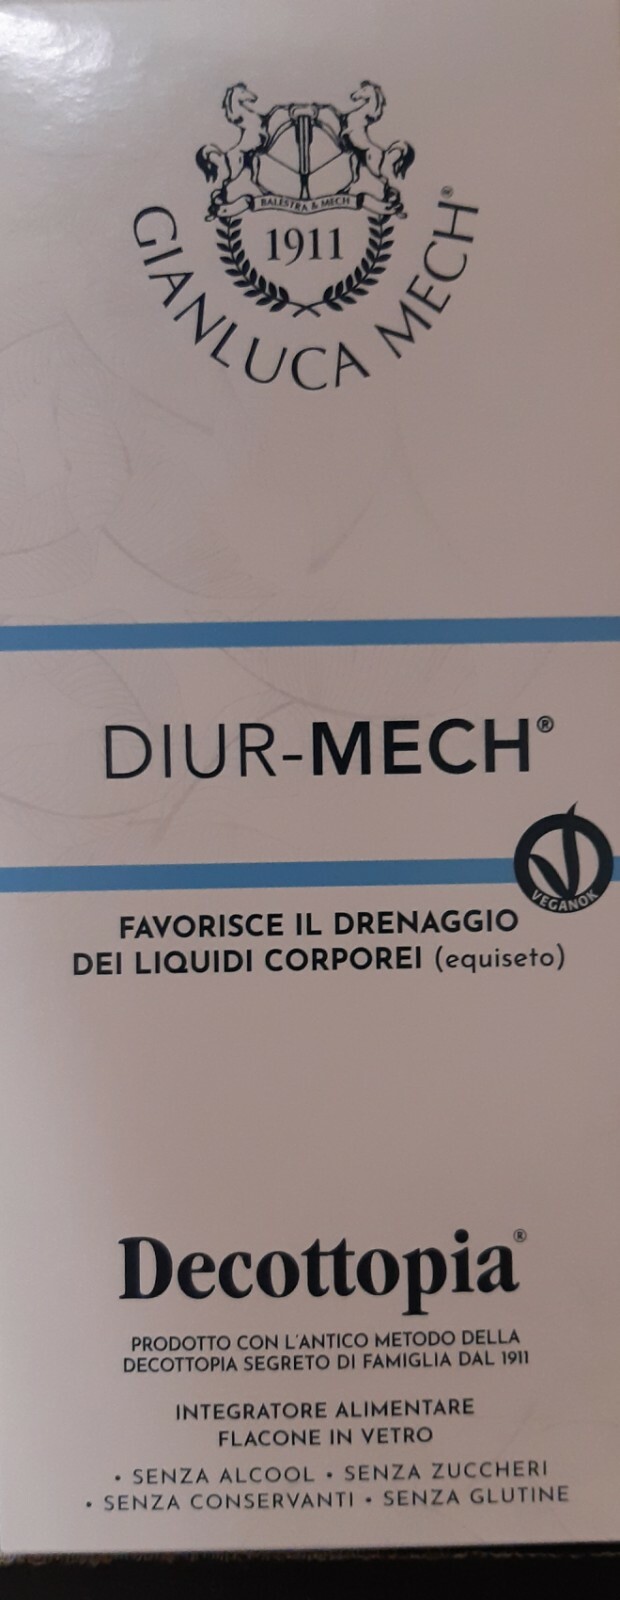 BALESTRA & MECH
1911
GIANLUCA MECH®
DIUR-MECH®
VEGANOK
FAVORISCE IL DRENAGGIO
DEI LIQUIDI CORPOREI (equiseto)
Decottopia®
PRODOTTO CON L'ANTICO METODO DELLA
DECOTTOPIA SEGRETO DI FAMIGLIA DAL 1911
INTEGRATORE ALIMENTARE
FLACONE IN VETRO
• SENZA ALCOOL • SENZA ZUCCHERI
• SENZA CONSERVANTI • SENZA GLUTINE